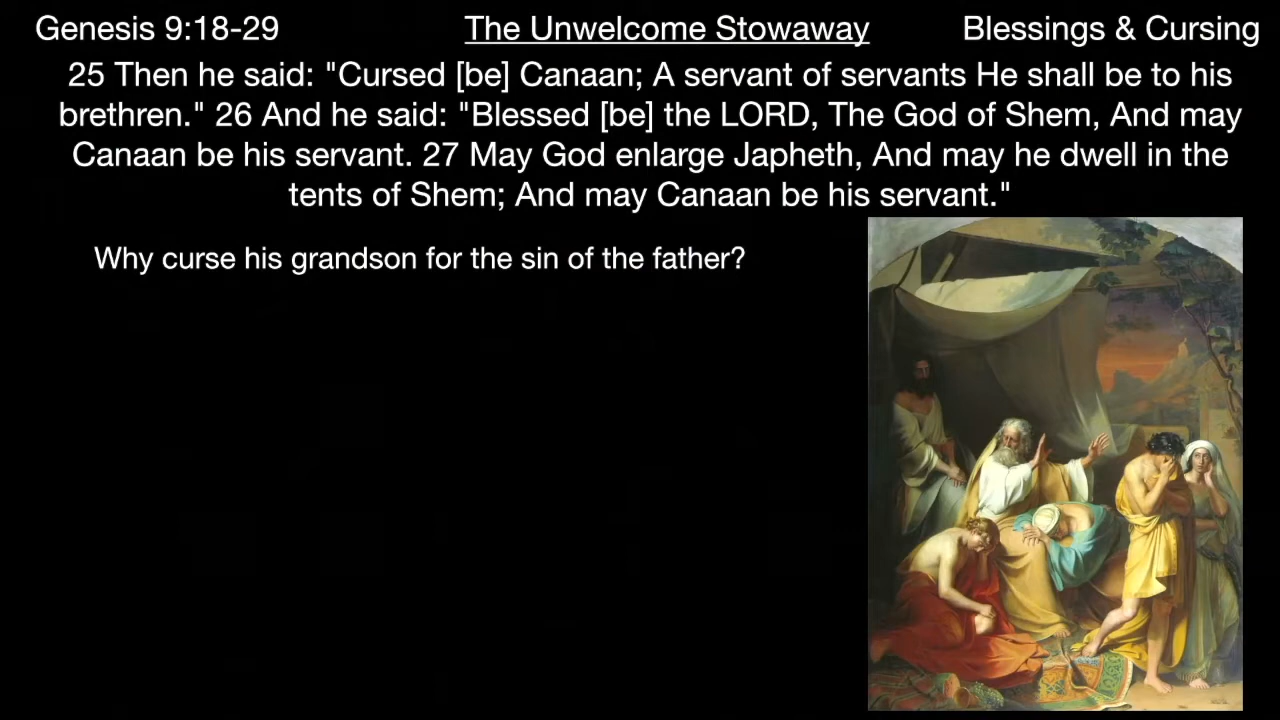 Genesis 9:18-29 The Unwelcome Stowaway Blessings & Cursing
25 Then he said: "Cursed [be] Canaan; A servant of servants He shall be to his
brethren." 26 And he said: "Blessed [be] the LORD, The God of Shem, And may
Canaan be his servant. 27 May God enlarge Japheth, And may he dwell in the
tents of Shem; And may Canaan be his servant."
Why curse his grandson for the sin of the father?